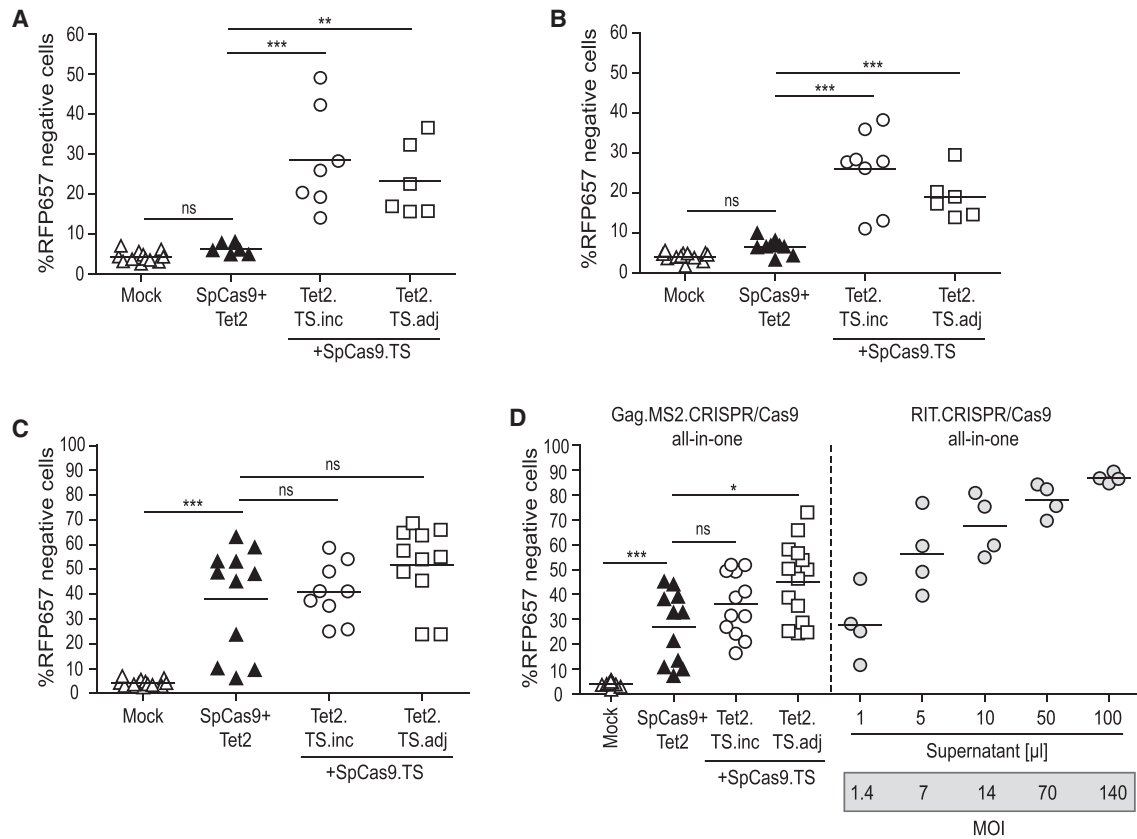 A
%RFP657 negative cells
60
50
40
30
20
10
0
**
***
ns
Mock
SpCas9+
Tet2
Tet2.
TS.inc
Tet2.
TS.adj
+SpCas9.TS
B
%RFP657 negative cells
60
50
40
30
20
10
0
***
***
ns
Mock
SpCas9+
Tet2
Tet2.
TS.inc
Tet2.
TS.adj
+SpCas9.TS
C
%RFP657 negative cells
100
90
80
70
60
50
40
30
20
10
0
ns
ns
***
Mock
SpCas9+
Tet2
Tet2.
TS.inc
Tet2.
TS.adj
+SpCas9.TS
D
Gag.MS2.CRISPR/Cas9
all-in-one
RIT.CRISPR/Cas9
all-in-one
%RFP657 negative cells
100
90
80
70
60
50
40
30
20
10
0
*
ns
***
Mock
SpCas9+
Tet2
Tet2.
TS.inc
Tet2.
TS.adj
+SpCas9.TS
1 5 10 50 100
Supernatant [µl]
1.4 7 14 70 140
MOI